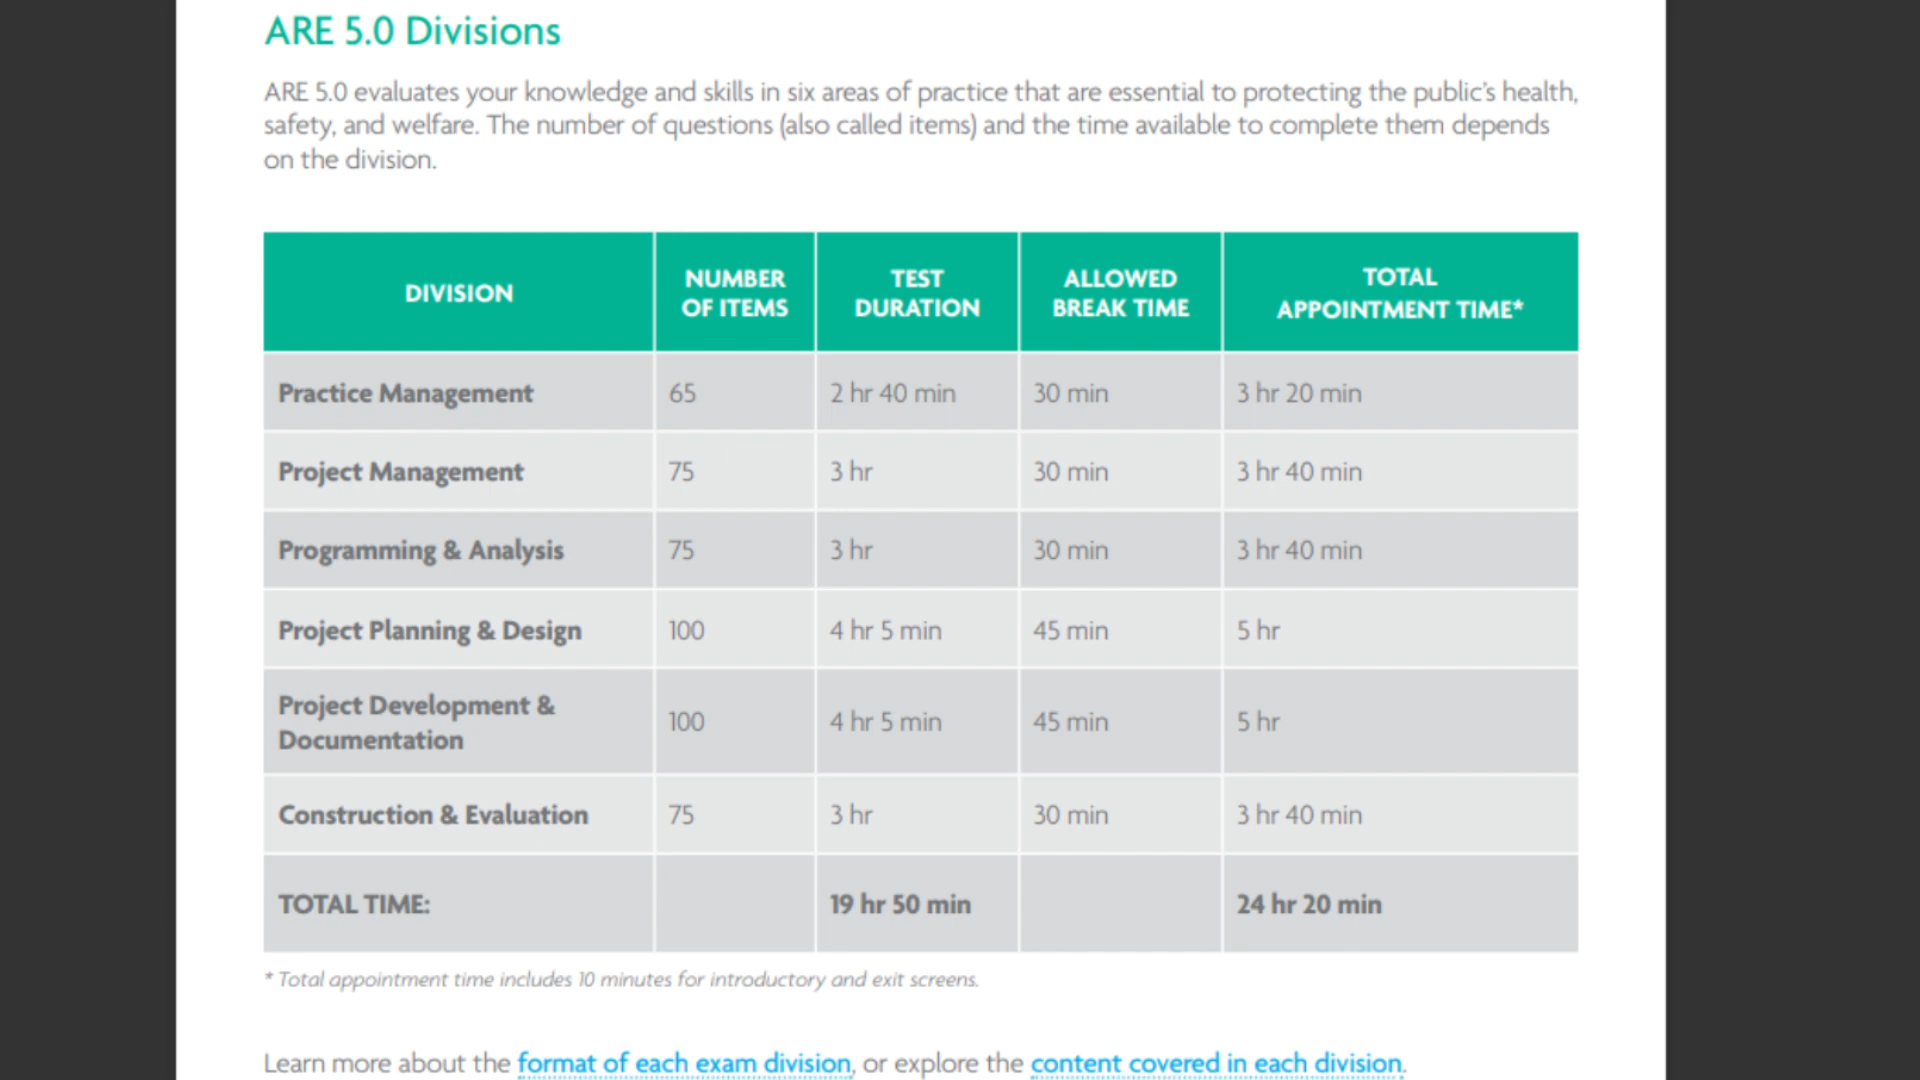 ARE 5.0 Divisions
ARE 5.0 evaluates your knowledge and skills in six areas of practice that are essential to protecting the public's health,
safety, and welfare. The number of questions (also called items) and the time available to complete them depends
on the division.
DIVISION NUMBER OF ITEMS TEST DURATION ALLOWED BREAK TIME TOTAL APPOINTMENT TIME*
Practice Management 65 2 hr 40 min 30 min 3 hr 20 min
Project Management 75 3 hr 30 min 3 hr 40 min
Programming & Analysis 75 3 hr 30 min 3 hr 40 min
Project Planning & Design 100 4 hr 5 min 45 min 5 hr
Project Development &
Documentation 100 4 hr 5 min 45 min 5 hr
Construction & Evaluation 75 3 hr 30 min 3 hr 40 min
TOTAL TIME: 19 hr 50 min 24 hr 20 min
* Total appointment time includes 10 minutes for introductory and exit screens.
Learn more about the format of each exam division, or explore the content covered in each division.